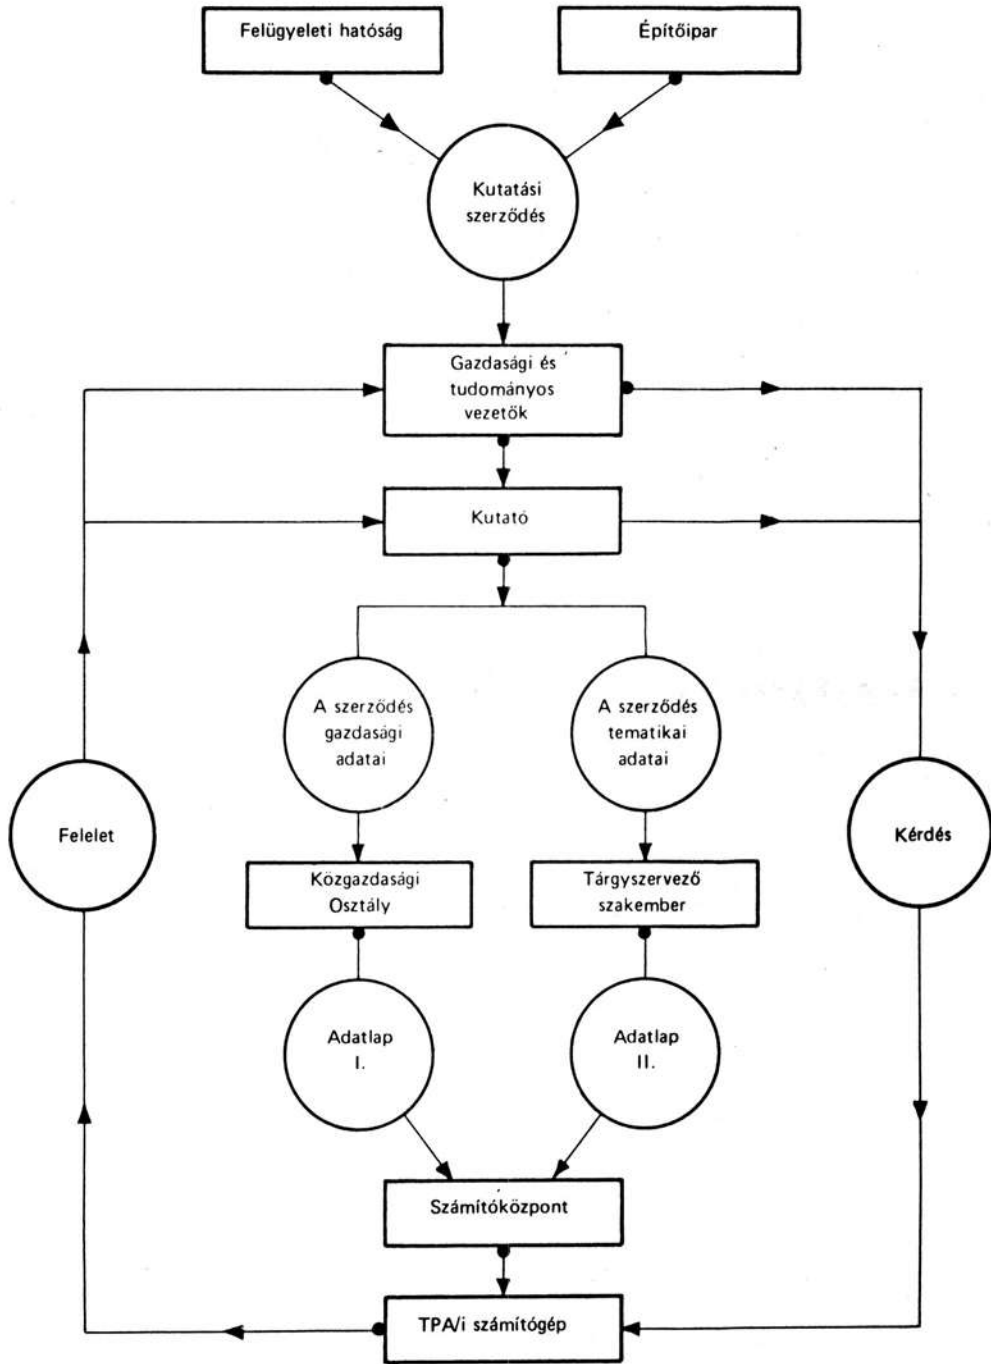 Felügyeleti hatóság
Építőipar
Kutatási
szerződés
Gazdasági és
tudományos
vezetők
Kutató
A szerződés
gazdasági
adatai
A szerződés
tematikai
adatai
Felelet
Kérdés
Közgazdasági
Osztály
Tárgyszervező
szakember
Adatlap
I.
Adatlap
II.
Számítóközpont
TPA/i számítógép